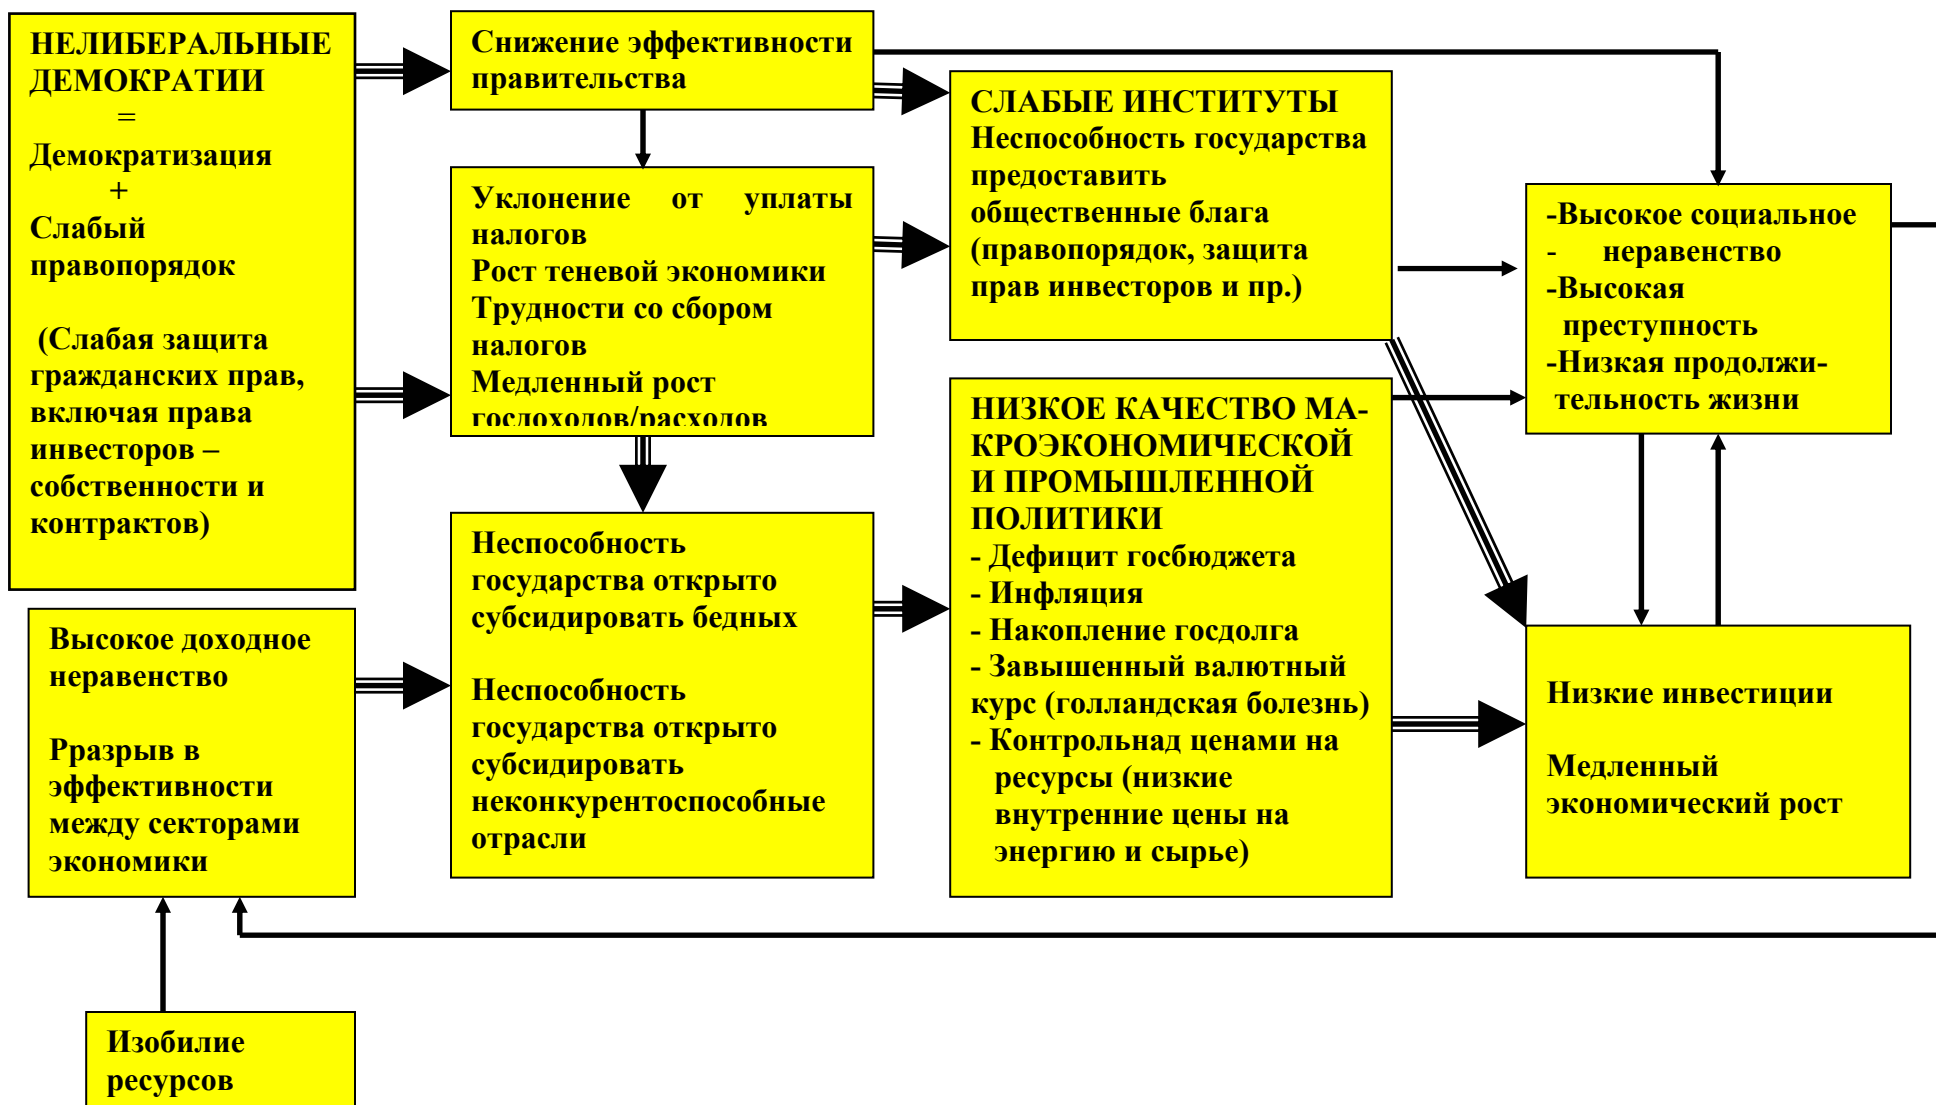 НЕЛИБЕРАЛЬНЫЕ
ДЕМОКРАТИИ
=
Демократизация
+
Слабый
правопорядок
(Слабая защита
гражданских прав,
включая права
инвесторов –
собственности и
контрактов)
Высокое доходное
неравенство
Рразрыв в
эффективности
между секторами
экономики
Изобилие
ресурсов
Снижение эффективности
правительства
Уклонение от уплаты
налогов
Рост теневой экономики
Трудности со сбором
налогов
Медленный рост
госдоходов/расходов
Неспособность
государства открыто
субсидировать бедных
Неспособность
государства открыто
субсидировать
неконкурентоспособные
отрасли
СЛАБЫЕ ИНСТИТУТЫ
Неспособность государства
предоставить
общественные блага
(правопорядок, защита
прав инвесторов и пр.)
НИЗКОЕ КАЧЕСТВО МА-
КРОЭКОНОМИЧЕСКОЙ
И ПРОМЫШЛЕННОЙ
ПОЛИТИКИ
- Дефицит госбюджета
- Инфляция
- Накопление госдолга
- Завышенный валютный
курс (голландская болезнь)
- Контрольнад ценами на
ресурсы (низкие
внутренние цены на
энергию и сырье)
-Высокое социальное
- неравенство
-Высокая
преступность
-Низкая продолжи-
тельность жизни
Низкие инвестиции
Медленный
экономический рост